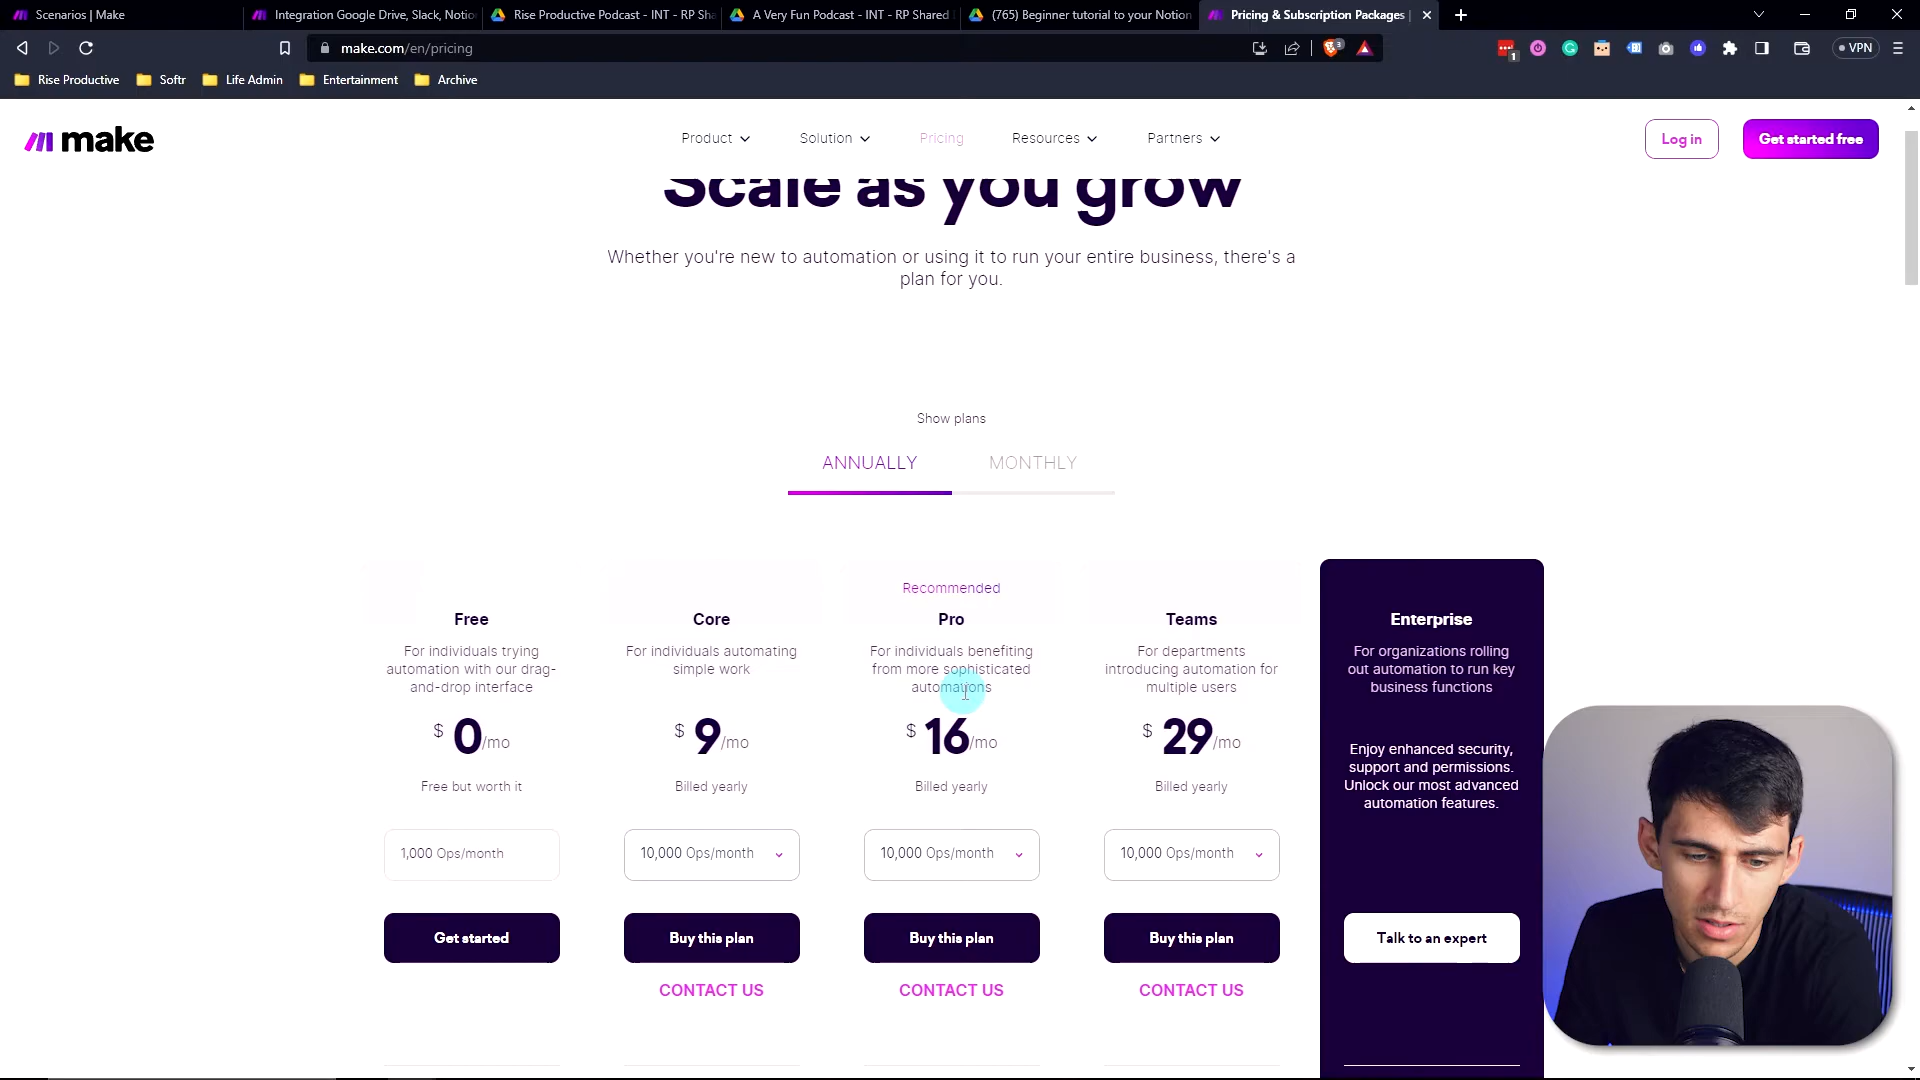 Scenarios | Make
Integration Google Drive, Slack, Notio
Rise Productive Podcast - INT - RP Sha
A Very Fun Podcast - INT - RP Shared
(765) Beginner tutorial to your Notion
Pricing & Subscription Packages |
make.com/en/pricing
3
1
VPN
Rise Productive
Softr
Life Admin
Entertainment
Archive
make
Product
Solution
Pricing
Resources
Partners
Log in
Get started free
Scale as you grow
Whether you're new to automation or using it to run your entire business, there's a
plan for you.
Show plans
ANNUALLY
MONTHLY
Free
For individuals trying
automation with our drag-
and-drop interface
$ 0/mo
Free but worth it
1,000 Ops/month
Get started
Core
For individuals automating
simple work
$ 9/mo
Billed yearly
10,000 Ops/month
Buy this plan
CONTACT US
Recommended
Pro
For individuals benefiting
from more sophisticated
automations
$ 16/mo
Billed yearly
10,000 Ops/month
Buy this plan
CONTACT US
Teams
For departments
introducing automation for
multiple users
$ 29/mo
Billed yearly
10,000 Ops/month
Buy this plan
CONTACT US
Enterprise
For organizations rolling
out automation to run key
business functions
Enjoy enhanced security,
support and permissions.
Unlock our most advanced
automation features.
Talk to an expert